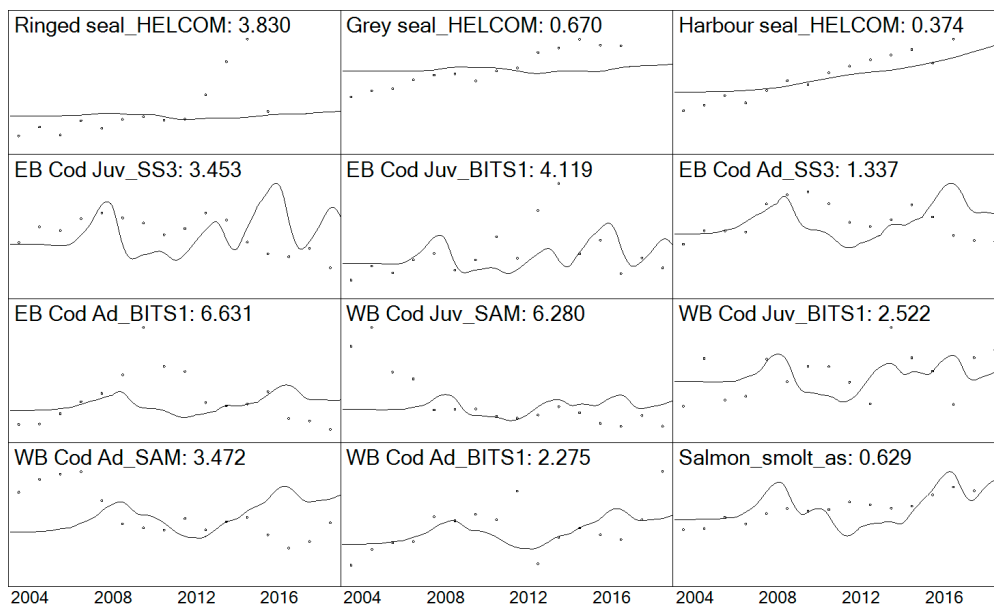 Ringed seal_HELCOM: 3.830
Grey seal_HELCOM: 0.670
Harbour seal_HELCOM: 0.374
EB Cod Juv_SS3: 3.453
EB Cod Juv_BITS1: 4.119
EB Cod Ad_SS3: 1.337
EB Cod Ad_BITS1: 6.631
WB Cod Juv_SAM: 6.280
WB Cod Juv_BITS1: 2.522
WB Cod Ad_SAM: 3.472
WB Cod Ad_BITS1: 2.275
Salmon_smolt_as: 0.629
2004 2008 2012 2016
2004 2008 2012 2016
2004 2008 2012 2016